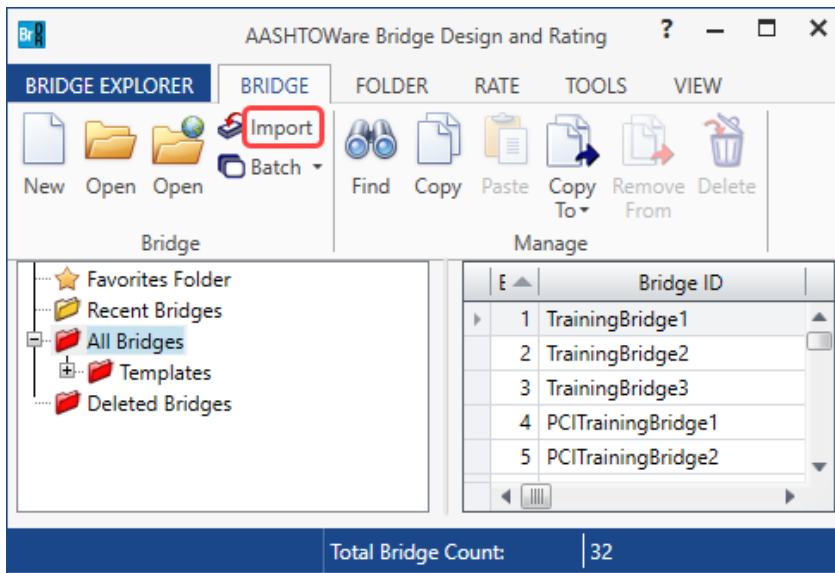 Br DR
AASHTOWare Bridge Design and Rating
?
BRIDGE EXPLORER BRIDGE FOLDER RATE TOOLS VIEW
Import
Batch
New Open Open
Find Copy Paste Copy To Remove From Delete
Bridge Manage
Favorites Folder
Recent Bridges
All Bridges
Templates
Deleted Bridges
E Bridge ID
1 TrainingBridge1
2 TrainingBridge2
3 TrainingBridge3
4 PCITrainingBridge1
5 PCITrainingBridge2
Total Bridge Count: 32